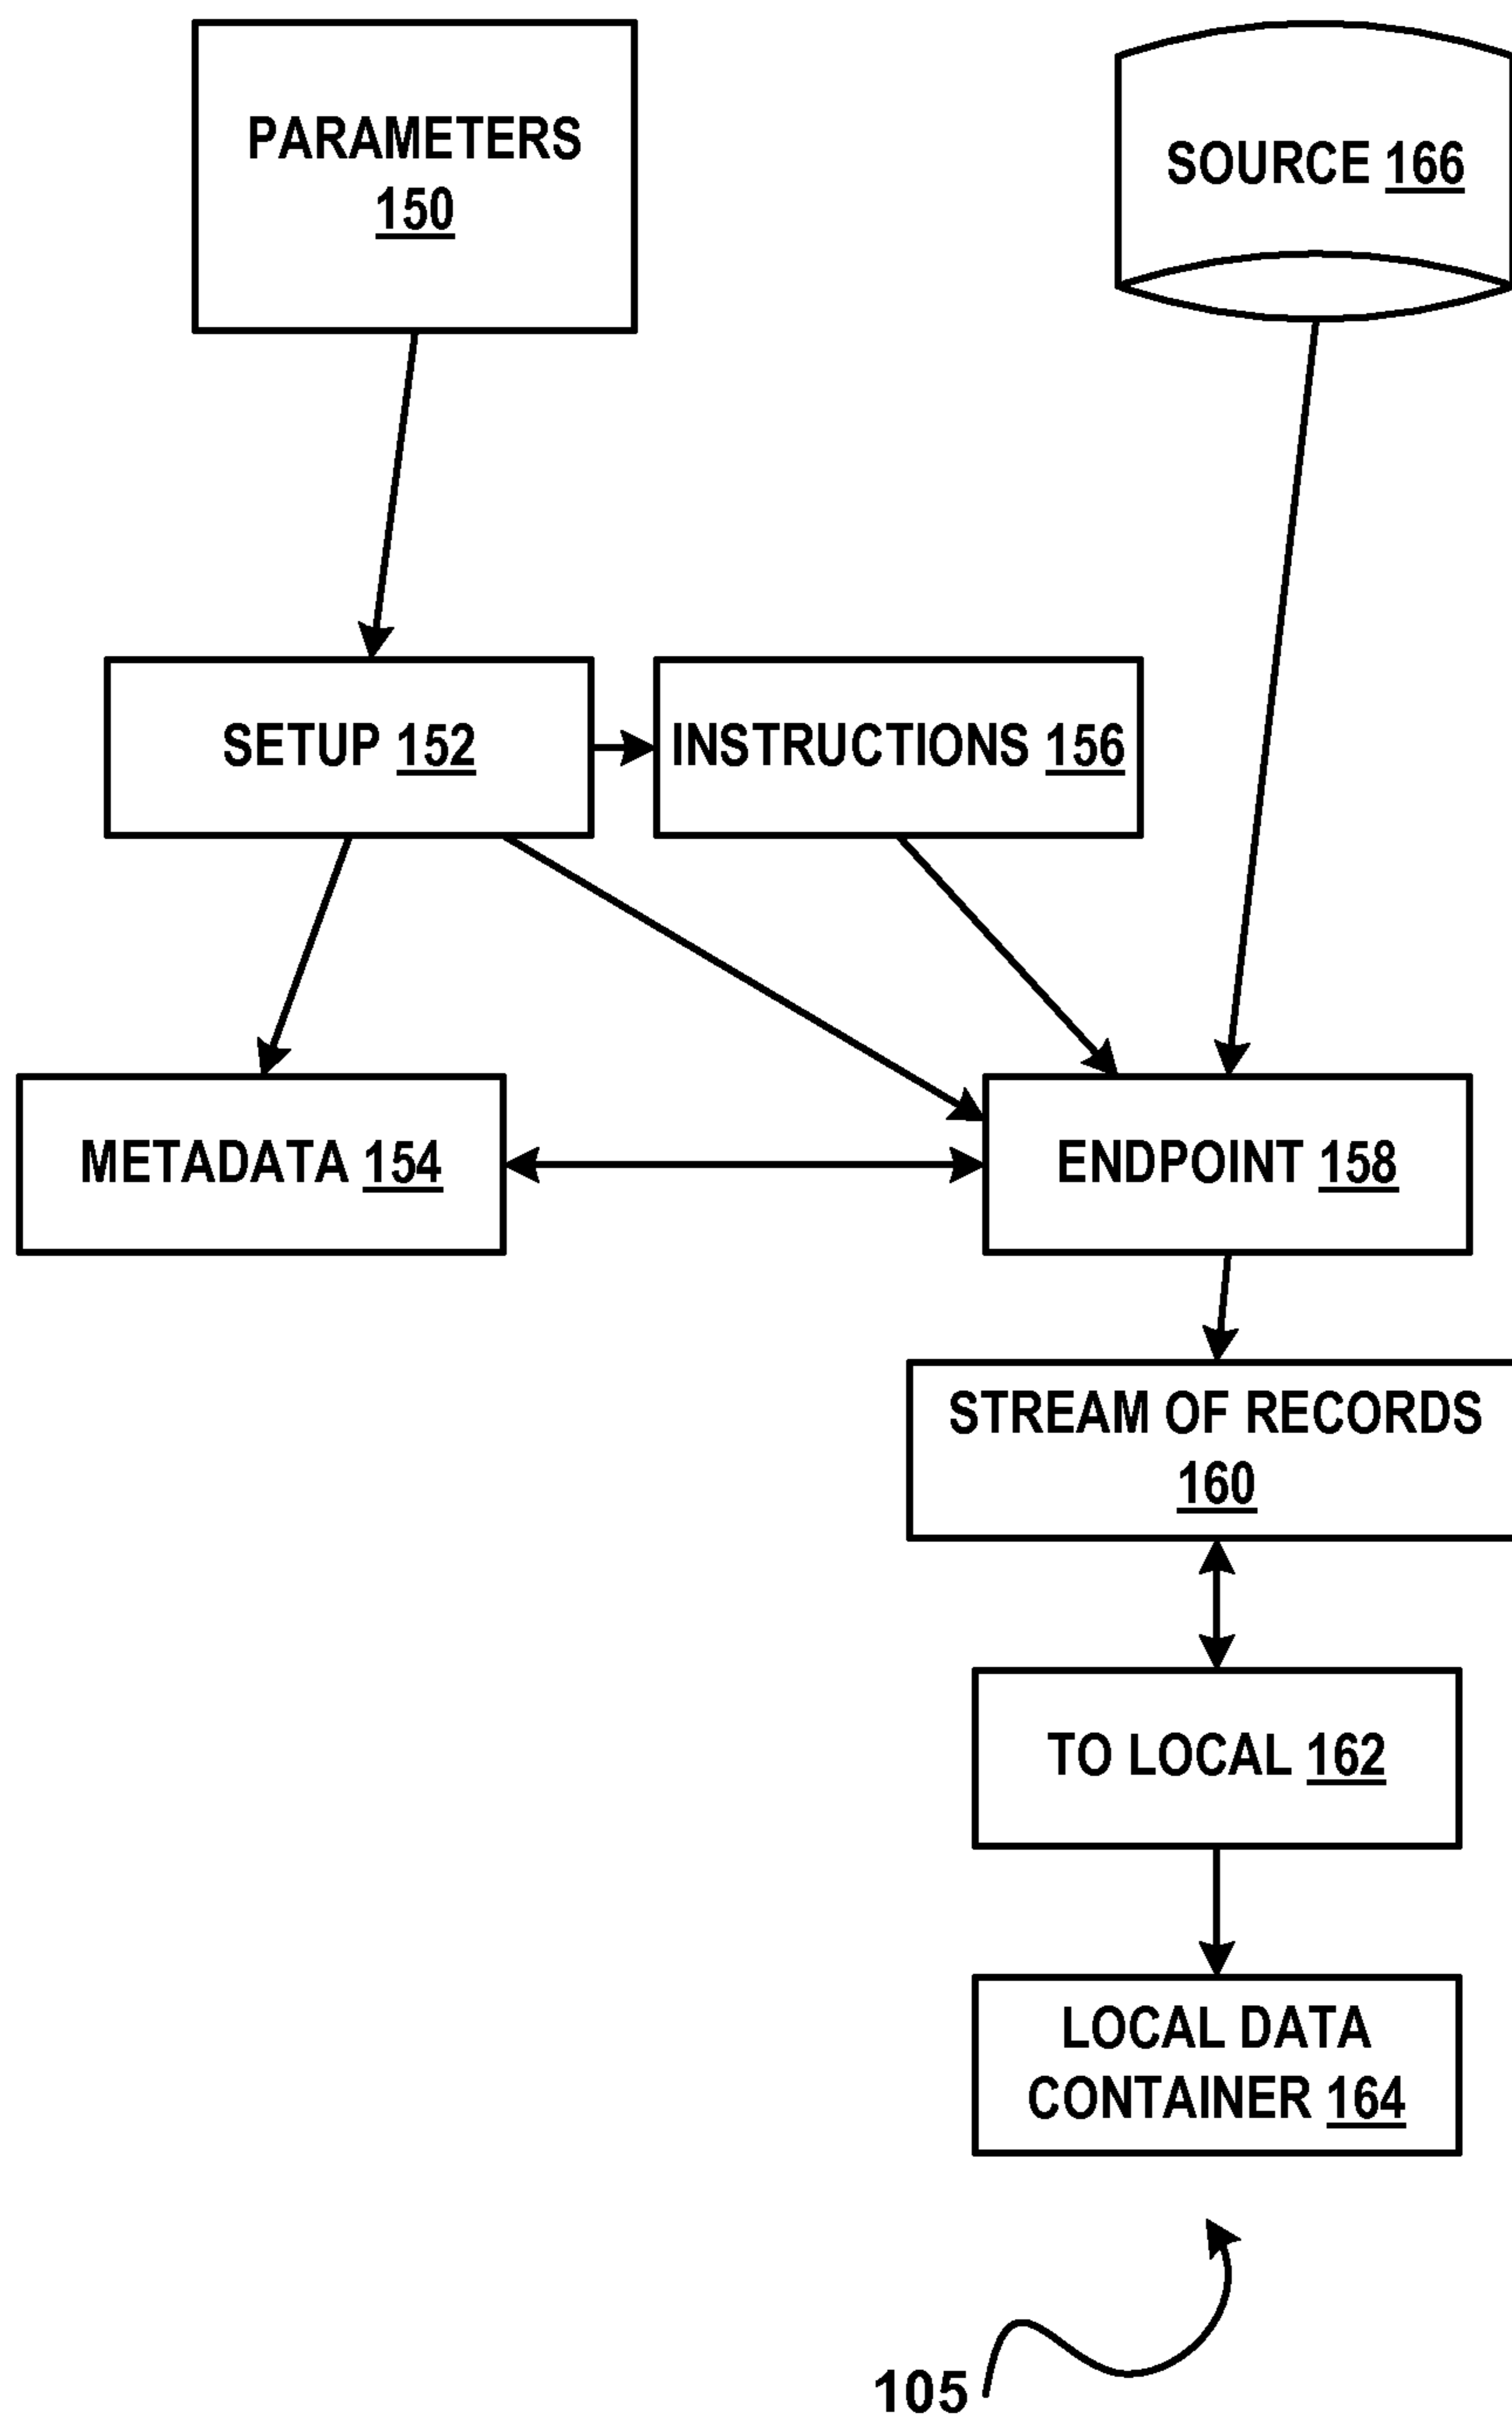 PARAMETERS
150
SOURCE 166
SETUP 152
INSTRUCTIONS 156
METADATA 154
ENDPOINT 158
STREAM OF RECORDS
160
TO LOCAL 162
LOCAL DATA
CONTAINER 164
105